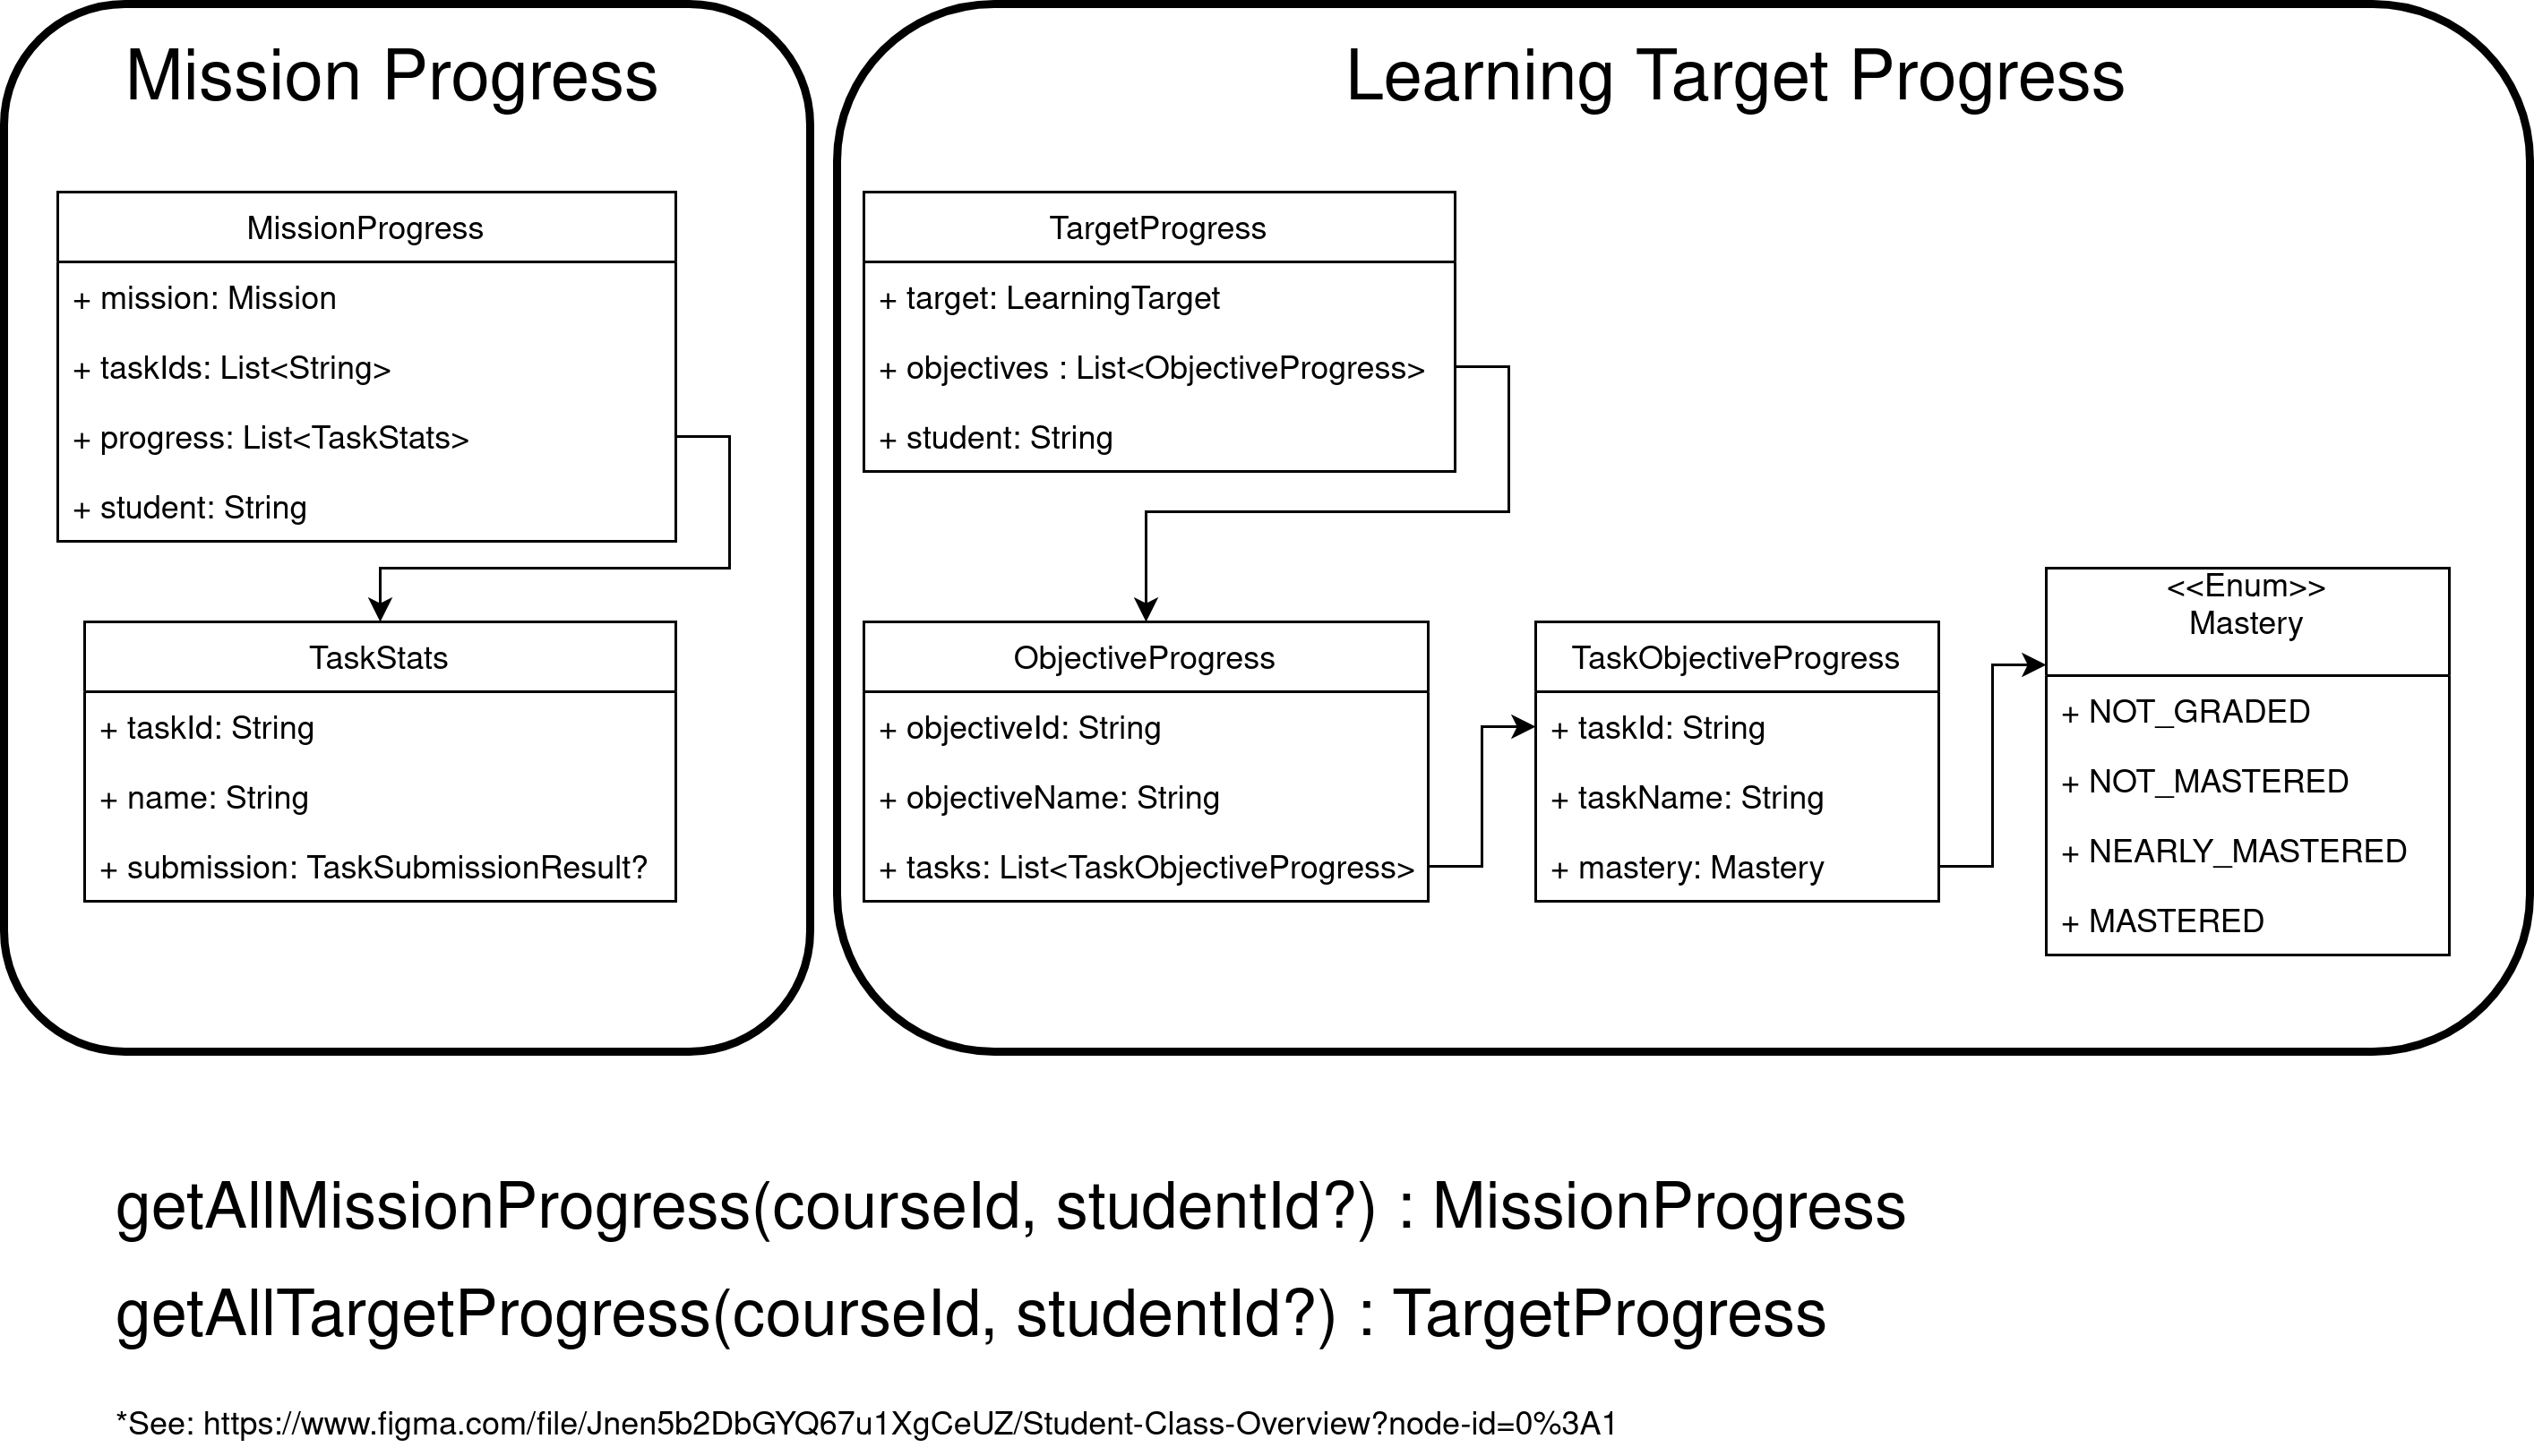 Mission Progress
MissionProgress
+ mission: Mission
+ taskIds: List<String>
+ progress: List<TaskStats>
+ student: String
TaskStats
+ taskId: String
+ name: String
+ submission: TaskSubmissionResult?
Learning Target Progress
TargetProgress
+ target: LearningTarget
+ objectives : List<ObjectiveProgress>
+ student: String
ObjectiveProgress
+ objectiveId: String
+ objectiveName: String
+ tasks: List<TaskObjectiveProgress>
TaskObjectiveProgress
+ taskId: String
+ taskName: String
+ mastery: Mastery
<<Enum>>
Mastery
+ NOT_GRADED
+ NOT_MASTERED
+ NEARLY_MASTERED
+ MASTERED
getAllMissionProgress(courseId, studentId?) : MissionProgress
getAllTargetProgress(courseId, studentId?) : TargetProgress
*See: https://www.figma.com/file/Jnen5b2DbGYQ67u1XgCeUZ/Student-Class-Overview?node-id=0%3A1